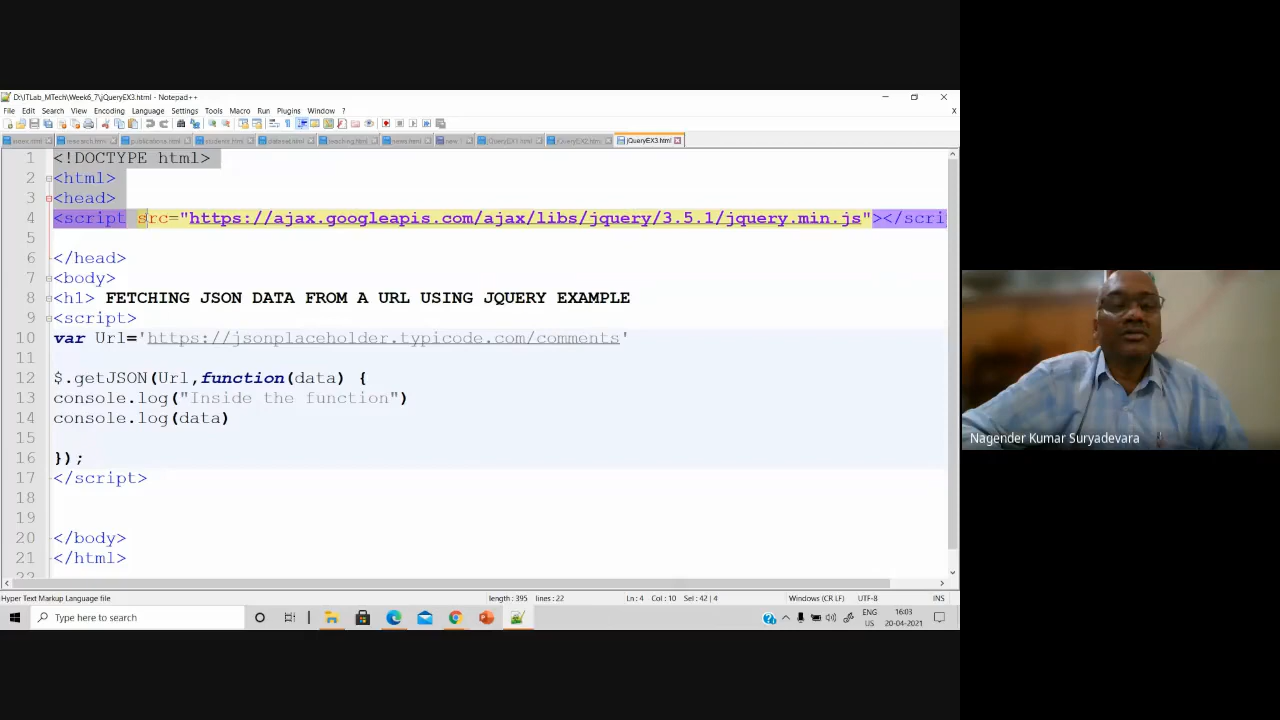 D:\ITLab_MTech\Week6_7\jQueryEX3.html - Notepad++
File Edit Search View Encoding Language Settings Tools Macro Run Plugins Window ?
jQueryEX3.html
1 <!DOCTYPE html>
2 <html>
3 <head>
4 <script src="https://ajax.googleapis.com/ajax/libs/jquery/3.5.1/jquery.min.js"></scri
5
6 </head>
7 <body>
8 <h1> FETCHING JSON DATA FROM A URL USING JQUERY EXAMPLE
9 <script>
10 var Url='https://jsonplaceholder.typicode.com/comments'
11
12 $.getJSON(Url,function(data) {
13 console.log("Inside the function")
14 console.log(data)
15
16 });
17 </script>
18
19
20 </body>
21 </html>
22
Hyper Text Markup Language file length : 395 lines : 22 Ln : 4 Col : 10 Sel : 42 | 4 Windows (CR LF) UTF-8 INS
Type here to search
ENG
US
16:03
20-04-2021
Nagender Kumar Suryadevara